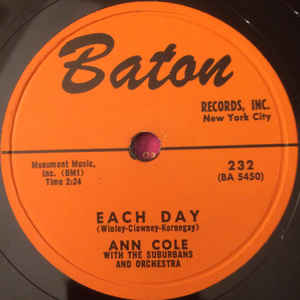 Baton
RECORDS, INC.
New York City
Monument Music,
Inc. (BMI)
Time 2:24
232
(BA 5450)
EACH DAY
(Winley-Clowney-Kornegay)
ANN COLE
WITH THE SUBURBANS
AND ORCHESTRA